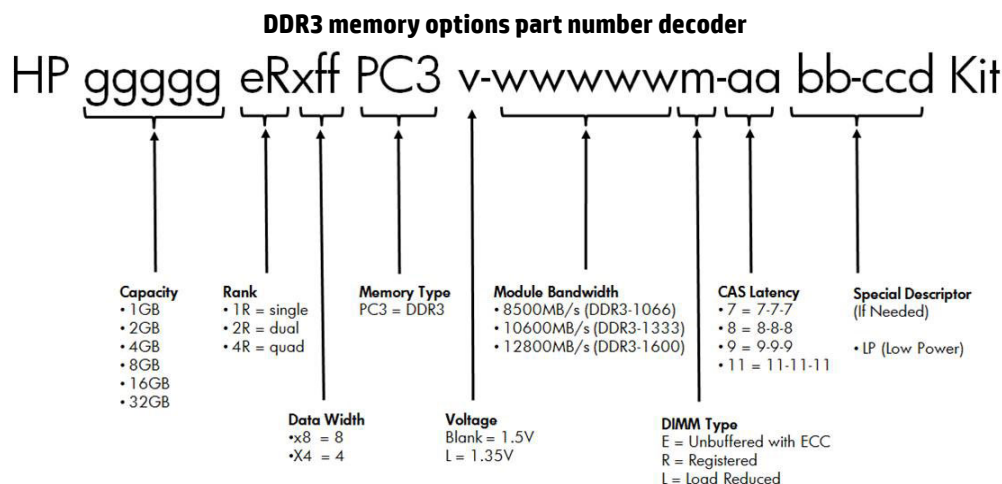 DDR3 memory options part number decoder
HP ggggg eRxff PC3 v-wwwwwm-aa bb-ccd Kit
Capacity
• 1GB
• 2GB
• 4GB
• 8GB
• 16GB
• 32GB
Rank
• 1R = single
• 2R = dual
• 4R = quad
Memory Type
PC3 = DDR3
Module Bandwidth
• 8500MB/s (DDR3-1066)
• 10600MB/s (DDR3-1333)
• 12800MB/s (DDR3-1600)
CAS Latency
• 7 = 7-7-7
• 8 = 8-8-8
• 9 = 9-9-9
• 11 = 11-11-11
Special Descriptor
(If Needed)
• LP (Low Power)
Data Width
•x8 = 8
•X4 = 4
Voltage
Blank = 1.5V
L = 1.35V
DIMM Type
E = Unbuffered with ECC
R = Registered
L = Load Reduced